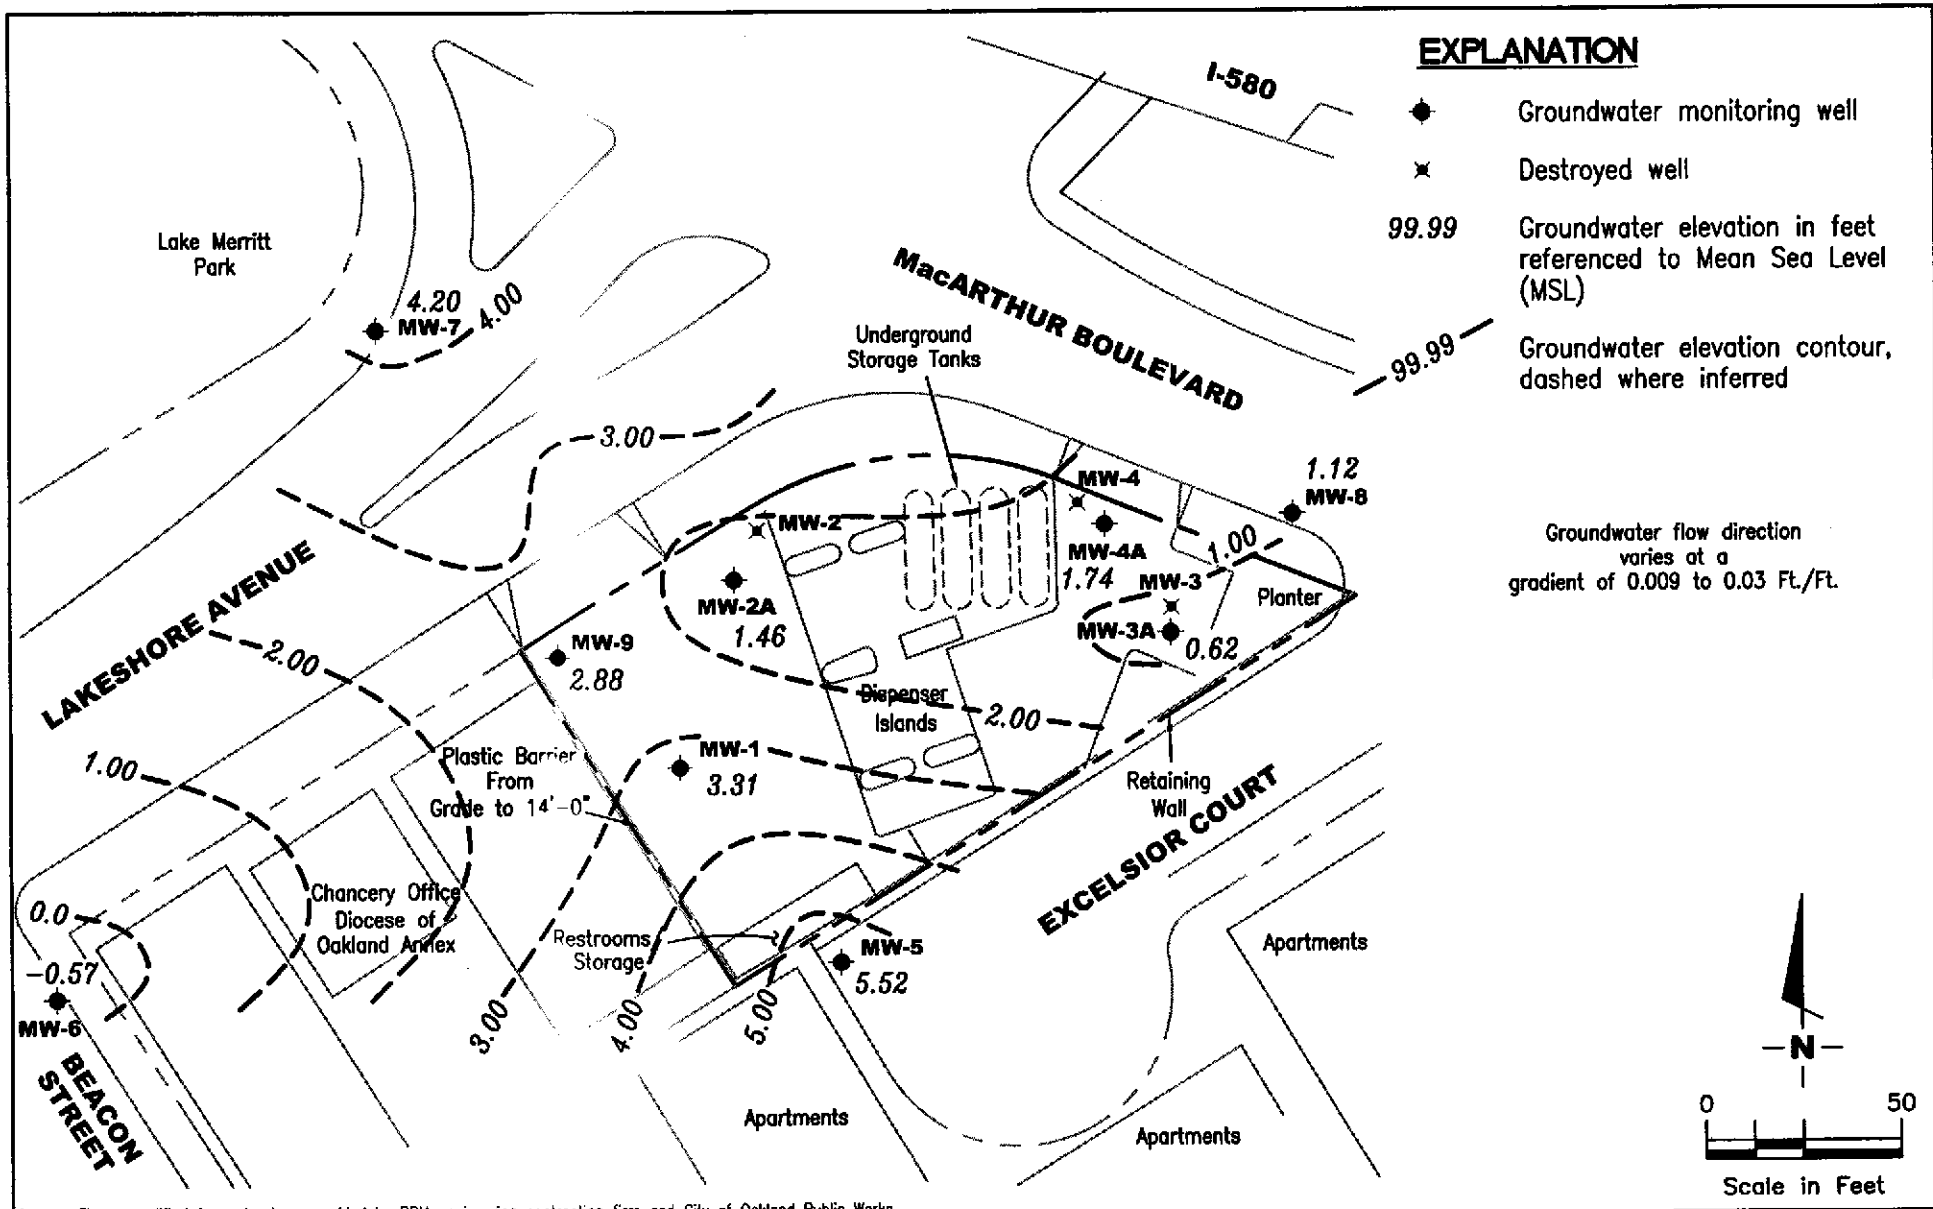 EXPLANATION
Groundwater monitoring well
Destroyed well
99.99
Groundwater elevation in feet
referenced to Mean Sea Level
(MSL)
99.99
Groundwater elevation contour,
dashed where inferred
Groundwater flow direction
varies at a
gradient of 0.009 to 0.03 Ft./Ft.
I-580
Lake Merritt
Park
4.20
MW-7
4.00
MacARTHUR BOULEVARD
Underground
Storage Tanks
3.00
MW-4
1.12
MW-8
MW-2
MW-4A
1.74
1.00
MW-3
Planter
MW-2A
1.46
MW-3A
0.62
LAKESHORE AVENUE
2.00
MW-9
2.88
Dispenser
Islands
2.00
MW-1
3.31
Plastic Barrier
From
Grade to 14'-0"
1.00
Retaining
Wall
EXCELSIOR COURT
Chancery Office
Diocese of
Oakland Annex
0.0
-0.57
MW-6
Restrooms
Storage
MW-5
5.52
3.00
4.00
5.00
Apartments
BEACON
STREET
Apartments
Apartments
N
0 50
Scale in Feet